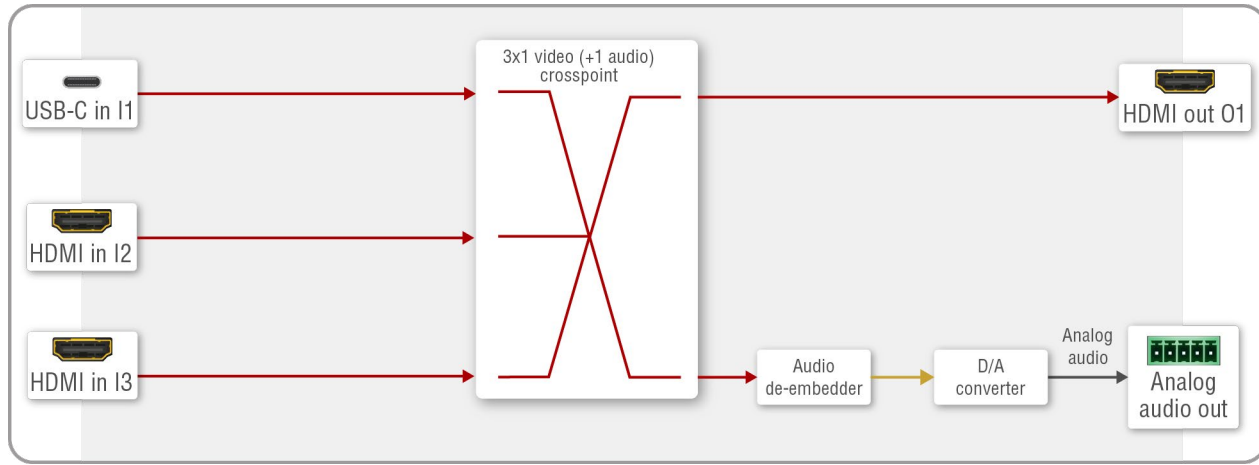 3x1 video (+1 audio)
crosspoint
USB-C in I1
HDMI out O1
HDMI in I2
HDMI in I3
Audio
de-embedder
D/A
converter
Analog
audio
Analog
audio out